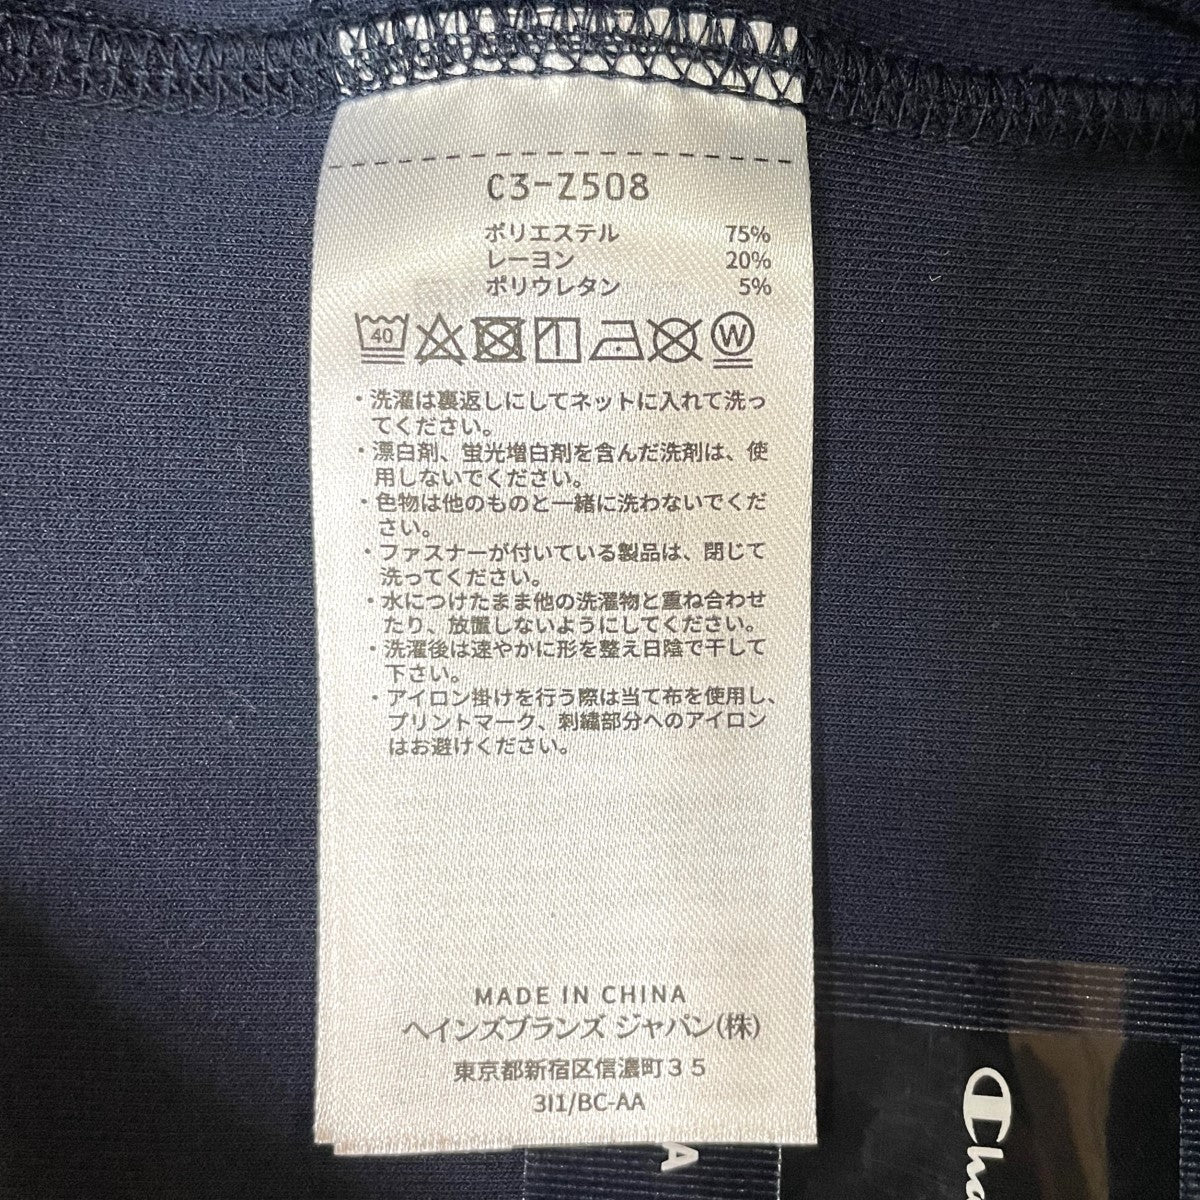 C3-Z508
ポリエステル 75%
レーヨン 20%
ポリウレタン 5%
40
W
・洗濯は裏返しにしてネットに入れて洗っ
てください。
・漂白剤、蛍光増白剤を含んだ洗剤は、使
用しないでください。
・色物は他のものと一緒に洗わないでくだ
さい。
・ファスナーが付いている製品は、閉じて
洗ってください。
・水につけたまま他の洗濯物と重ね合わせ
たり、放置しないようにしてください。
・洗濯後は速やかに形を整え日陰で干して
下さい。
・アイロン掛けを行う際は当て布を使用し、
プリントマーク、刺繍部分へのアイロン
はお避けください。
MADE IN CHINA
ヘインズブランズ ジャパン(株)
東京都新宿区信濃町35
3I1/BC-AA
Cha
A